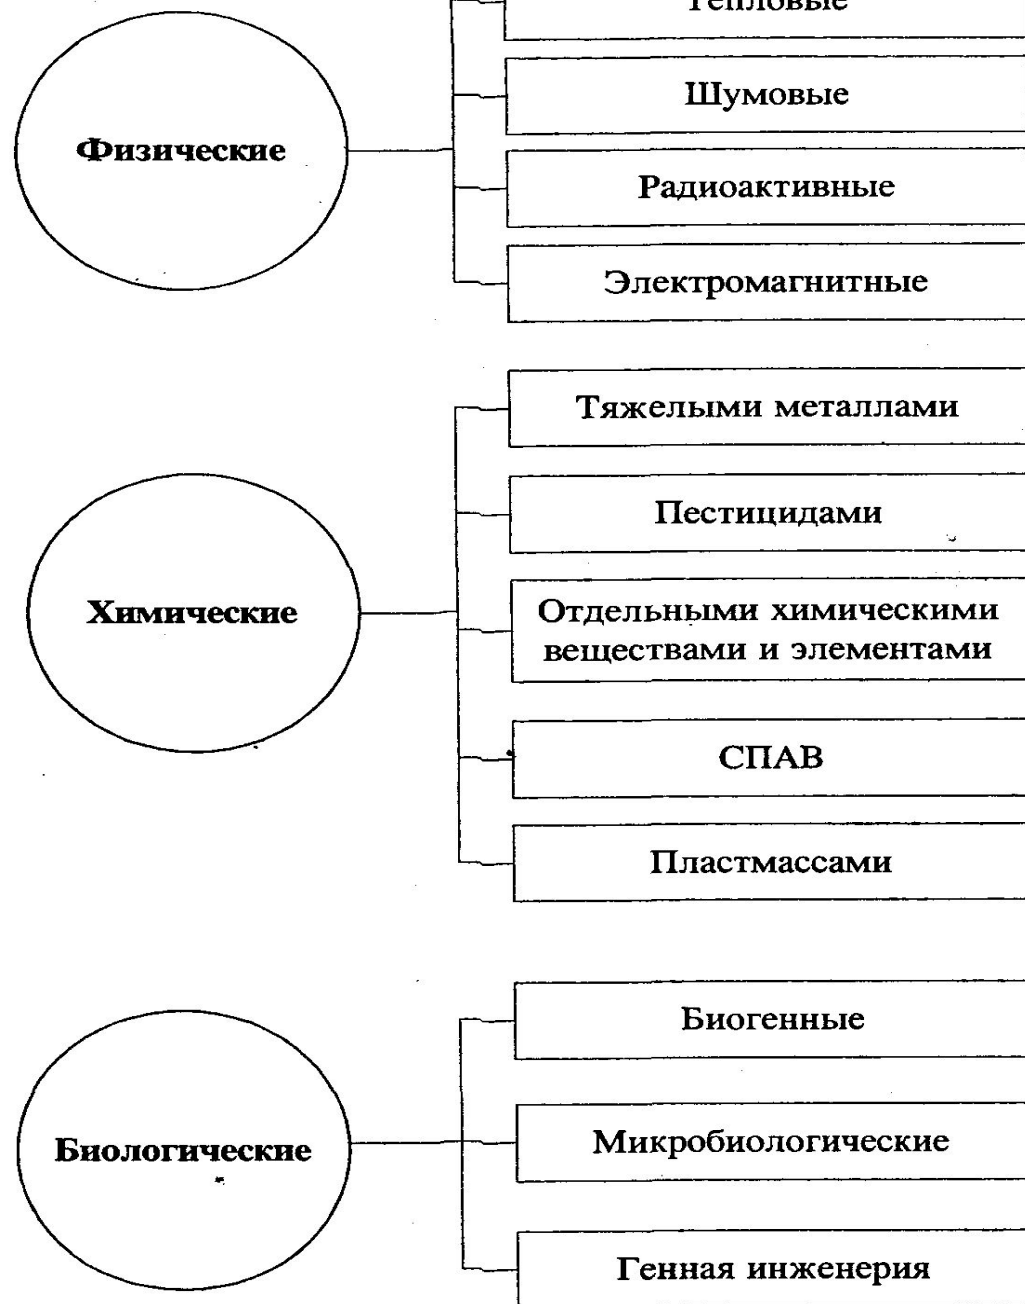 Тепловые
Шумовые
Физические
Радиоактивные
Электромагнитные
Тяжелыми металлами
Пестицидами
Химические
Отдельными химическими
веществами и элементами
СПАВ
Пластмассами
Биогенные
Биологические
Микробиологические
Генная инженерия